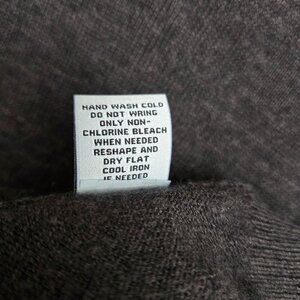 HAND WASH COLD
DO NOT WRING
ONLY NON-
CHLORINE BLEACH
WHEN NEEDED
RESHAPE AND
DRY FLAT
COOL IRON
IF NEEDED